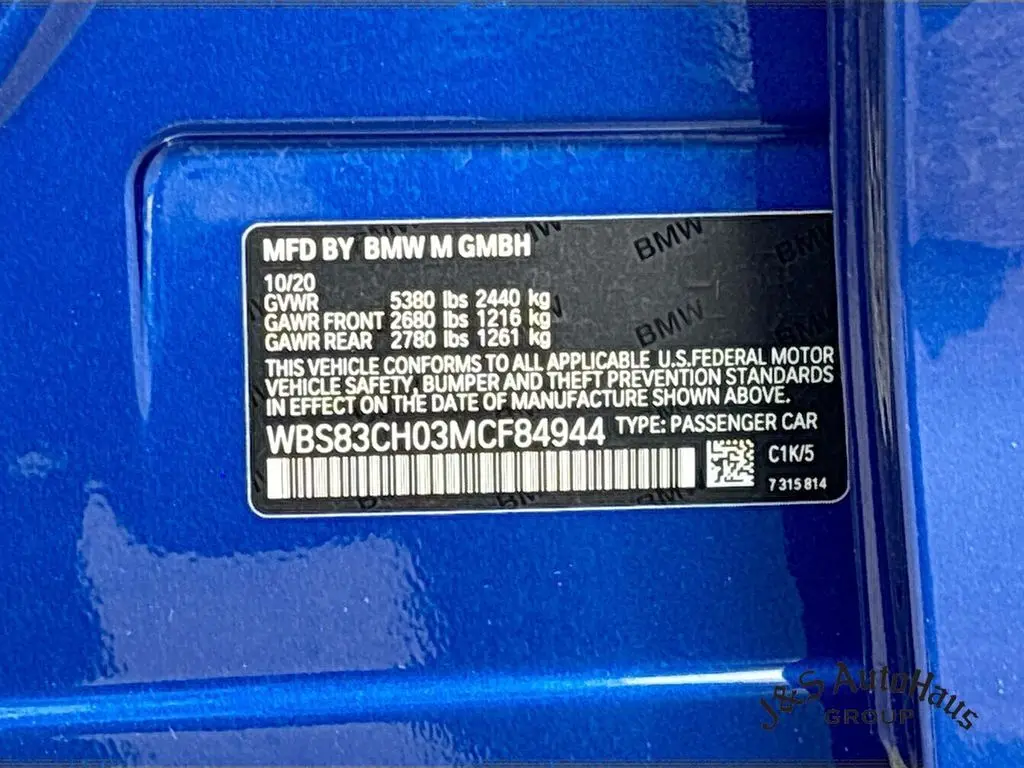 MFD BY BMW M GMBH
10/20
GVWR 5380 lbs 2440 kg
GAWR FRONT 2680 lbs 1216 kg
GAWR REAR 2780 lbs 1261 kg
THIS VEHICLE CONFORMS TO ALL APPLICABLE U.S.FEDERAL MOTOR
VEHICLE SAFETY, BUMPER AND THEFT PREVENTION STANDARDS
IN EFFECT ON THE DATE OF MANUFACTURE SHOWN ABOVE.
WBS83CH03MCF84944 TYPE: PASSENGER CAR
C1K/5
7 315 814
BMW
BMW
J&S AutoHaus
GROUP